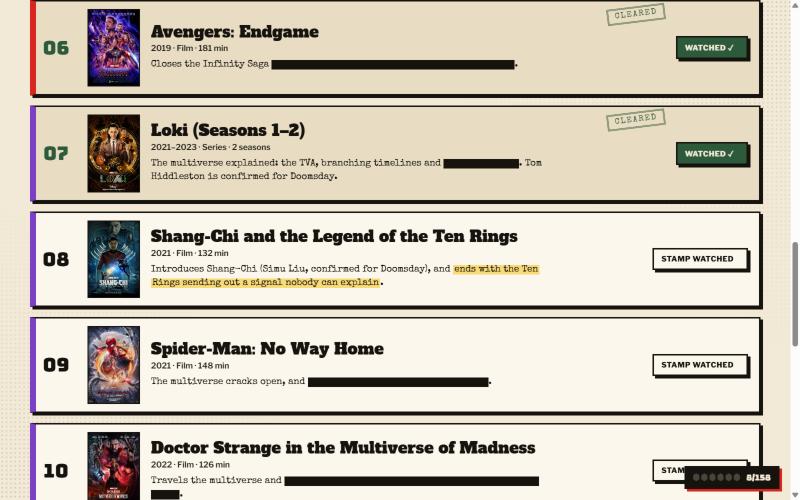 CLEARED
06
Avengers: Endgame
2019 · Film · 181 min
Closes the Infinity Saga .
WATCHED ✓
CLEARED
07
Loki (Seasons 1–2)
2021–2023 · Series · 2 seasons
The multiverse explained: the TVA, branching timelines and . Tom
Hiddleston is confirmed for Doomsday.
WATCHED ✓
08
SHANG-CHI
Shang-Chi and the Legend of the Ten Rings
2021 · Film · 132 min
Introduces Shang-Chi (Simu Liu, confirmed for Doomsday), and ends with the Ten
Rings sending out a signal nobody can explain.
STAMP WATCHED
09
Spider-Man: No Way Home
2021 · Film · 148 min
The multiverse cracks open, and .
STAMP WATCHED
10
Doctor Strange in the Multiverse of Madness
2022 · Film · 126 min
Travels the multiverse and
.
STAM
8/158